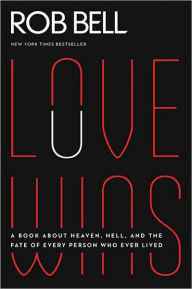 ROB BELL
NEW YORK TIMES BESTSELLER
LOVE
A BOOK ABOUT HEAVEN, HELL, AND THE
FATE OF EVERY PERSON WHO EVER LIVED
WINS